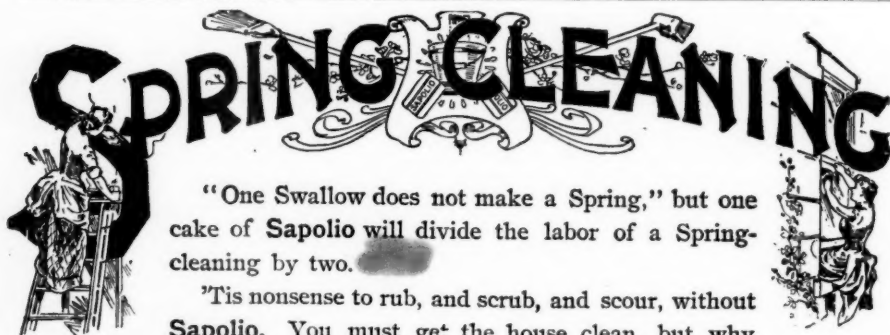 SPRING CLEANING
SAPOLIO
"One Swallow does not make a Spring," but one
cake of Sapolio will divide the labor of a Spring-
cleaning by two.
'Tis nonsense to rub, and scrub, and scour, without
Sapolio. You must get the house clean, but why